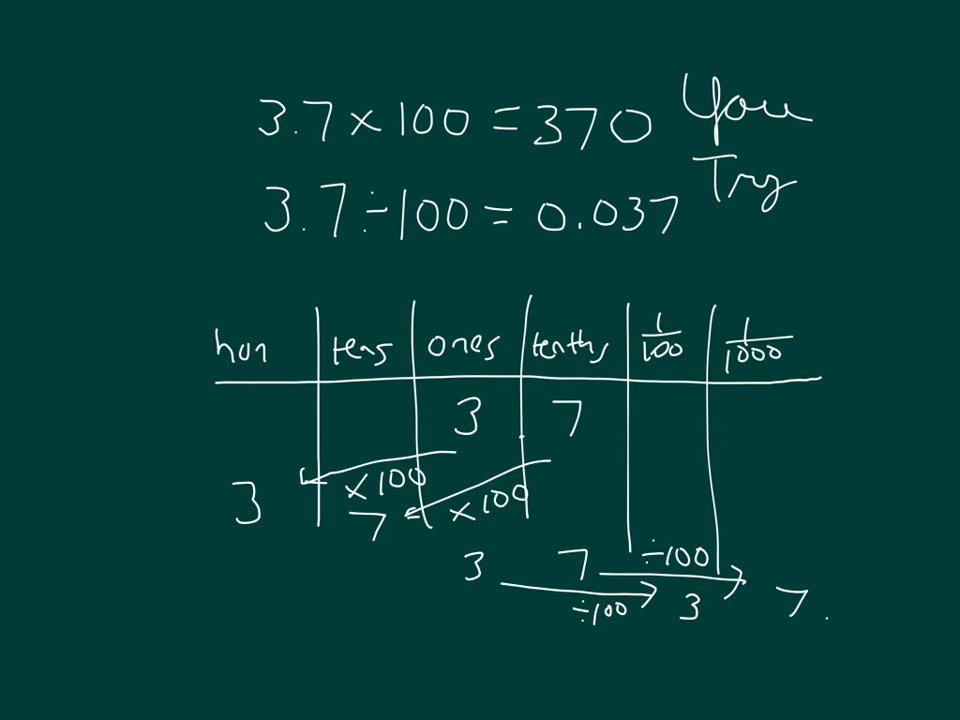 3.7 × 100 = 370 You
Try
3.7 ÷ 100 = 0.037
hun tens ones tenths 1/100 1/1000
3 7
3 ×100 ×100
7
3 7 ÷100
÷100 3 7.